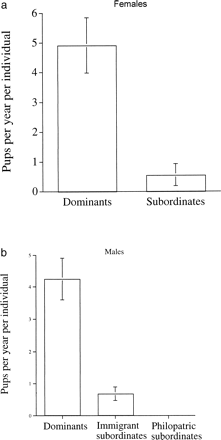 a
Females
Pups per year per individual
6
5
4
3
2
1
0
Dominants Subordinates
b
Males
Pups per year per individual
5
4
3
2
1
0
Dominants Immigrant Philopatric
subordinates subordinates